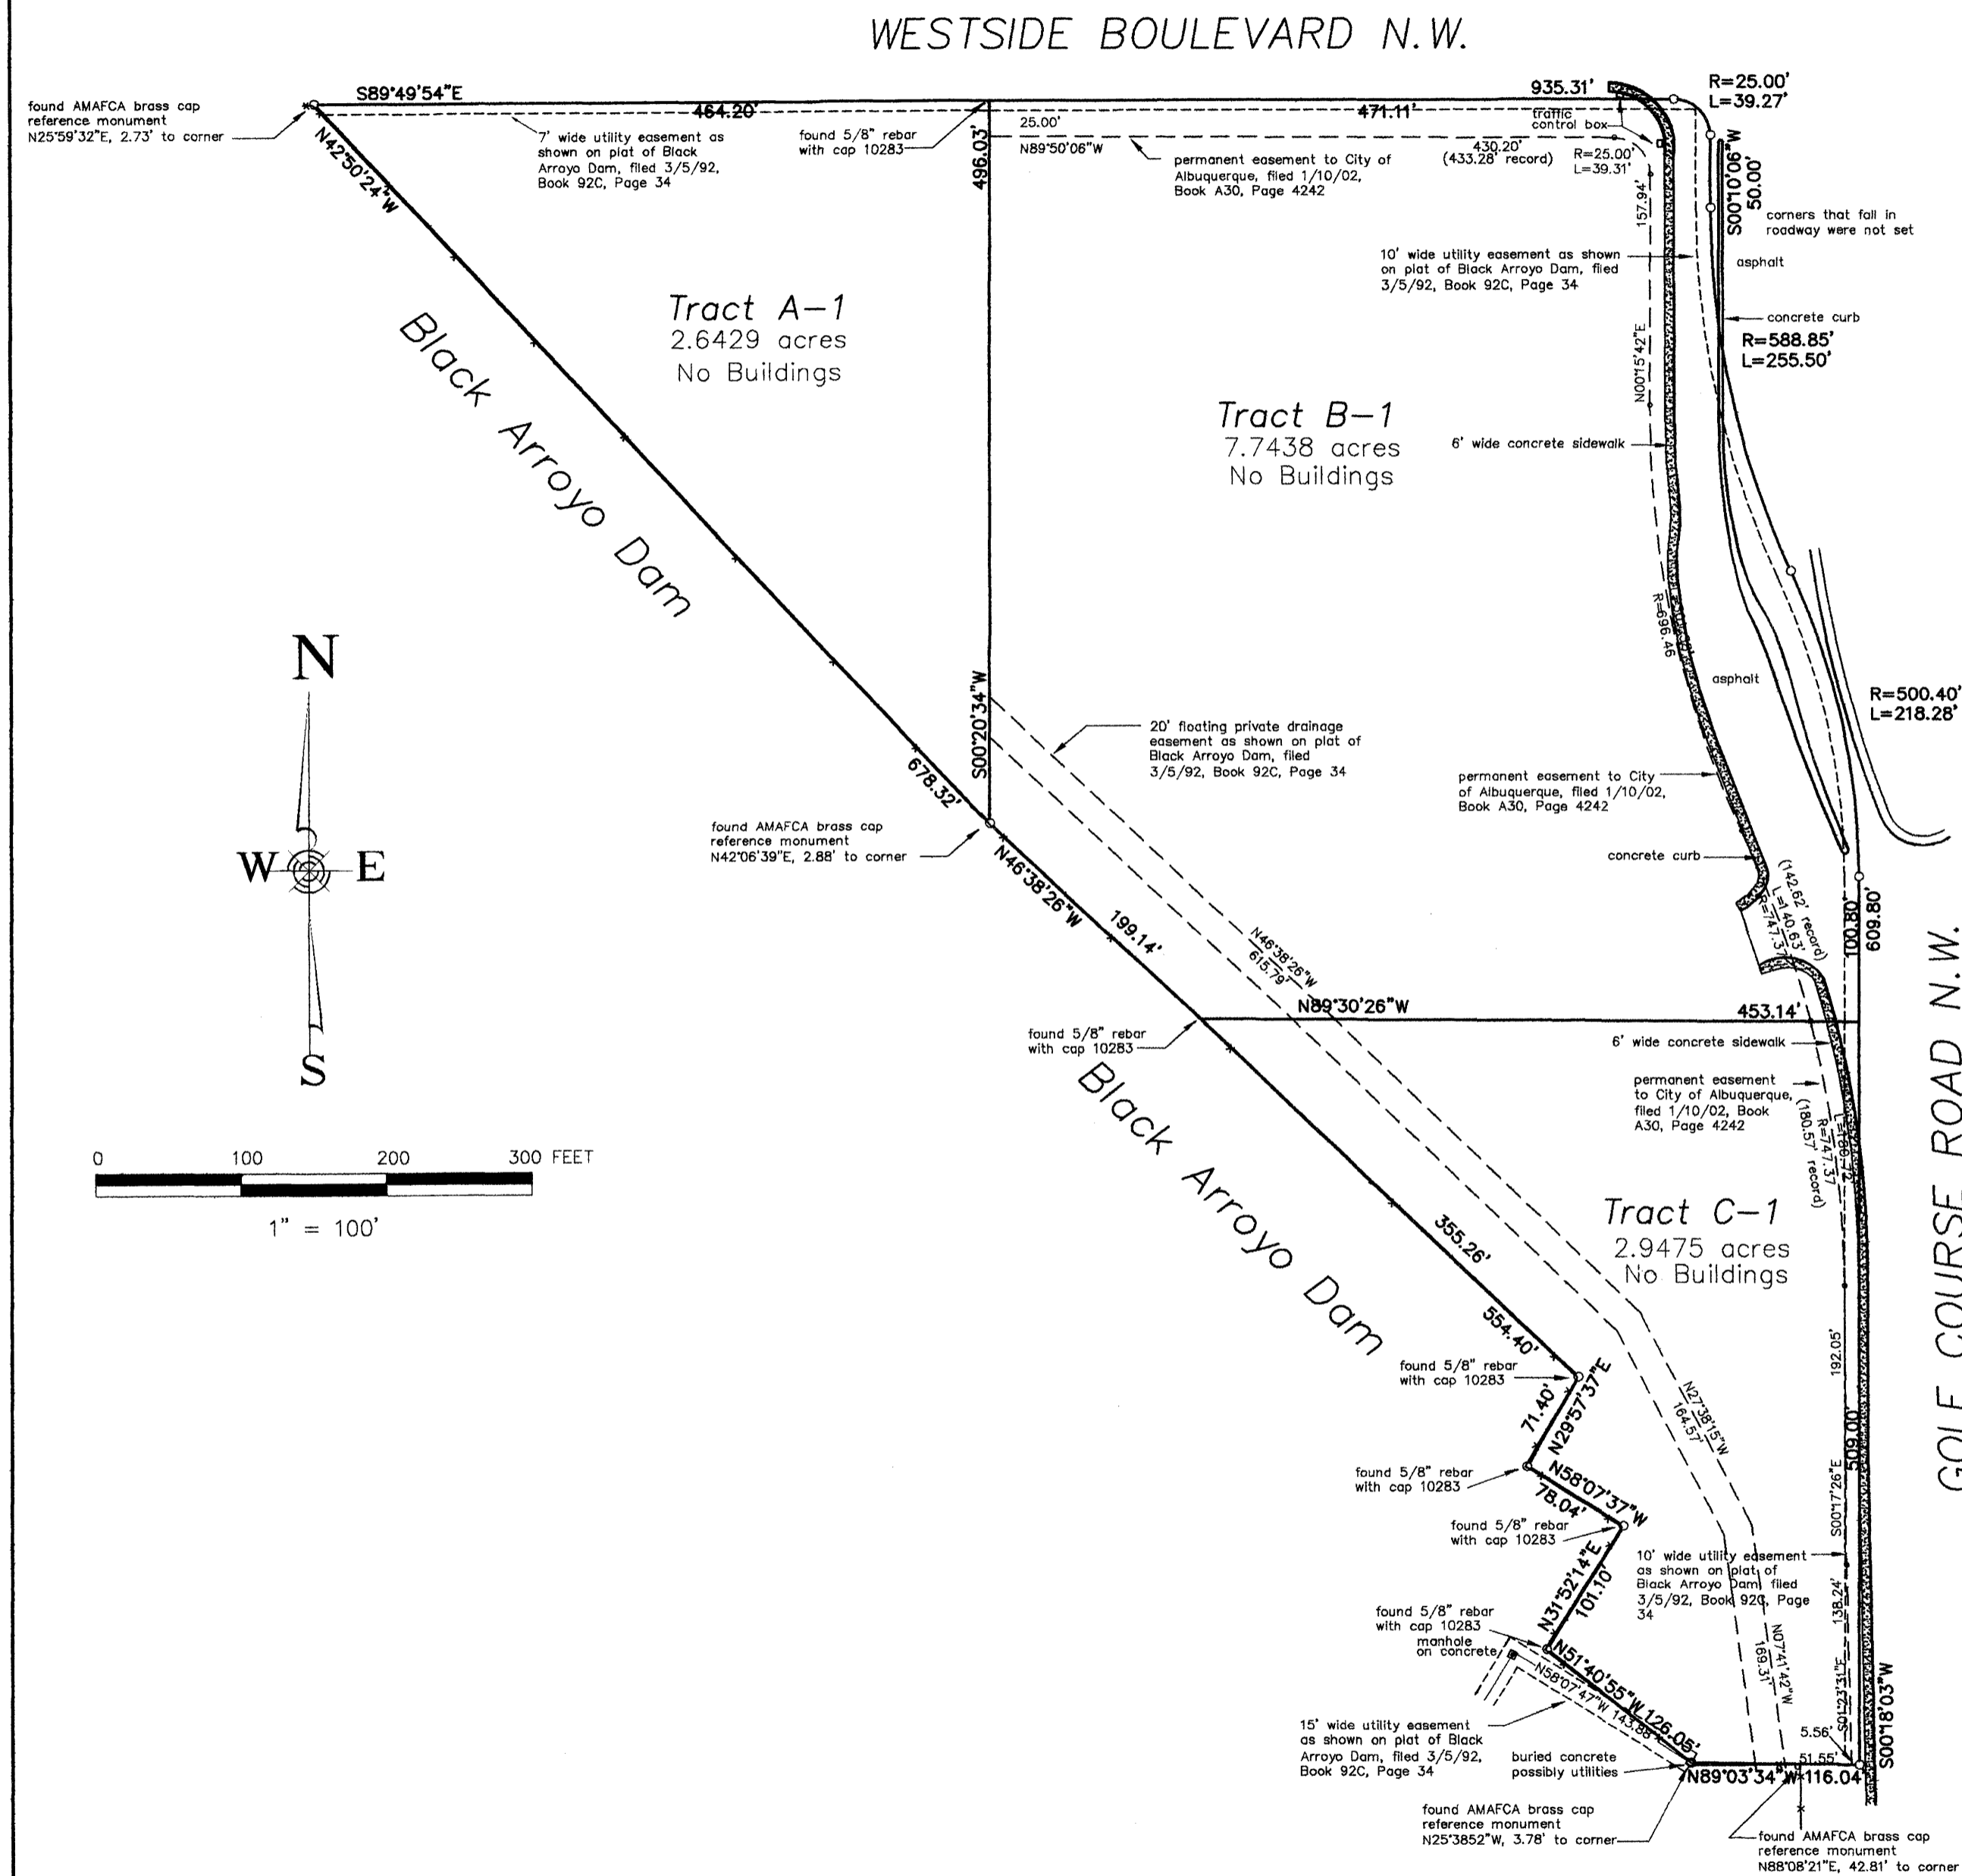 WESTSIDE BOULEVARD N.W.
found AMAFCA brass cap
reference monument
N25°59'32"E, 2.73' to corner
S89°49'54"E
464.20'
935.31'
471.11'
R=25.00'
L=39.27'
N42°50'24"W
7' wide utility easement as
shown on plat of Black
Arroyo Dam, filed 3/5/92,
Book 92C, Page 34
found 5/8" rebar
with cap 10283
496.03'
25.00'
N89°50'06"W
permanent easement to City of
Albuquerque, filed 1/10/02,
Book A30, Page 4242
430.20'
(433.28' record)
traffic
control box
R=25.00'
L=39.31'
157.94'
S00°10'06"W
50.00'
corners that fall in
roadway were not set
asphalt
10' wide utility easement as shown
on plat of Black Arroyo Dam, filed
3/5/92, Book 92C, Page 34
concrete curb
R=588.85'
L=255.50'
N00°15'42"E
Tract A-1
2.6429 acres
No Buildings
Black Arroyo Dam
Tract B-1
7.7438 acres
No Buildings
6' wide concrete sidewalk
R=696.46
asphalt
R=500.40'
L=218.28'
N
W E
S
S00°20'34"W
678.32'
20' floating private drainage
easement as shown on plat of
Black Arroyo Dam, filed
3/5/92, Book 92C, Page 34
permanent easement to City
of Albuquerque, filed 1/10/02,
Book A30, Page 4242
found AMAFCA brass cap
reference monument
N42°06'39"E, 2.88' to corner
concrete curb
(142.62' record)
L=140.63'
R=747.37
100.80'
609.80'
N46°38'26"W
199.14'
N46°38'26"W
615.79'
N89°30'26"W
453.14'
found 5/8" rebar
with cap 10283
6' wide concrete sidewalk
permanent easement
to City of Albuquerque,
filed 1/10/02, Book
A30, Page 4242
R=747.37
(180.57' record)
GOLF COURSE ROAD N.W.
Black Arroyo Dam
0 100 200 300 FEET
1" = 100'
Tract C-1
2.9475 acres
No Buildings
355.26'
554.40'
192.05'
found 5/8" rebar
with cap 10283
71.40'
N29°57'37"E
N27°38'15"W
164.57'
509.00'
S00°17'26"E
found 5/8" rebar
with cap 10283
N58°07'37"W
78.04'
found 5/8" rebar
with cap 10283
N31°52'14"E
101.10'
10' wide utility easement
as shown on plat of
Black Arroyo Dam, filed
3/5/92, Book 92C, Page
34
138.24'
found 5/8" rebar
with cap 10283
manhole
on concrete
N51°40'55"W 126.05'
N58°07'47"W 143.88'
N07°41'42"W
169.31'
S01°23'31"E
S00°18'03"W
15' wide utility easement
as shown on plat of Black
Arroyo Dam, filed 3/5/92,
Book 92C, Page 34
buried concrete
possibly utilities
5.56'
51.55'
N89°03'34"W 116.04'
found AMAFCA brass cap
reference monument
N25°3852"W, 3.78' to corner
found AMAFCA brass cap
reference monument
N88°08'21"E, 42.81' to corner